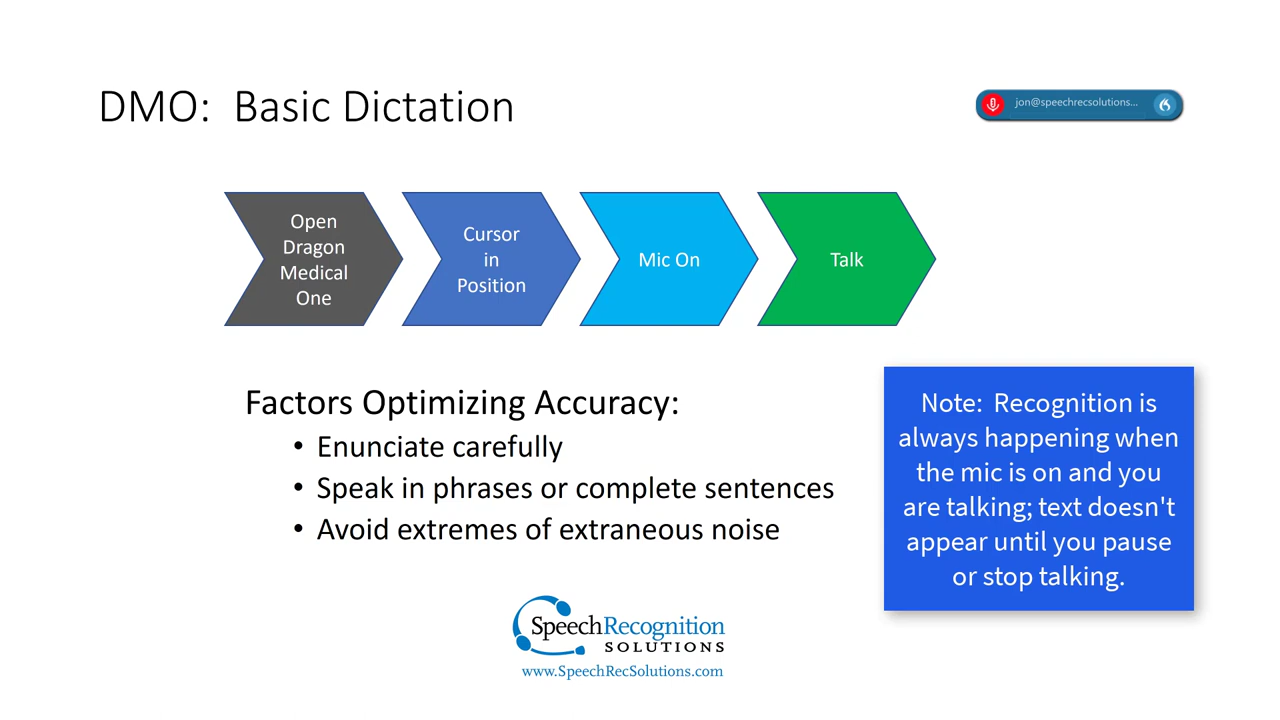 DMO:  Basic Dictation
jon@speechrecsolutions...
Open
Dragon
Medical
One
Cursor
in
Position
Mic On
Talk
Factors Optimizing Accuracy:
• Enunciate carefully
• Speak in phrases or complete sentences
• Avoid extremes of extraneous noise
Note:  Recognition is
always happening when
the mic is on and you
are talking; text doesn't
appear until you pause
or stop talking.
SpeechRecognition
SOLUTIONS
www.SpeechRecSolutions.com